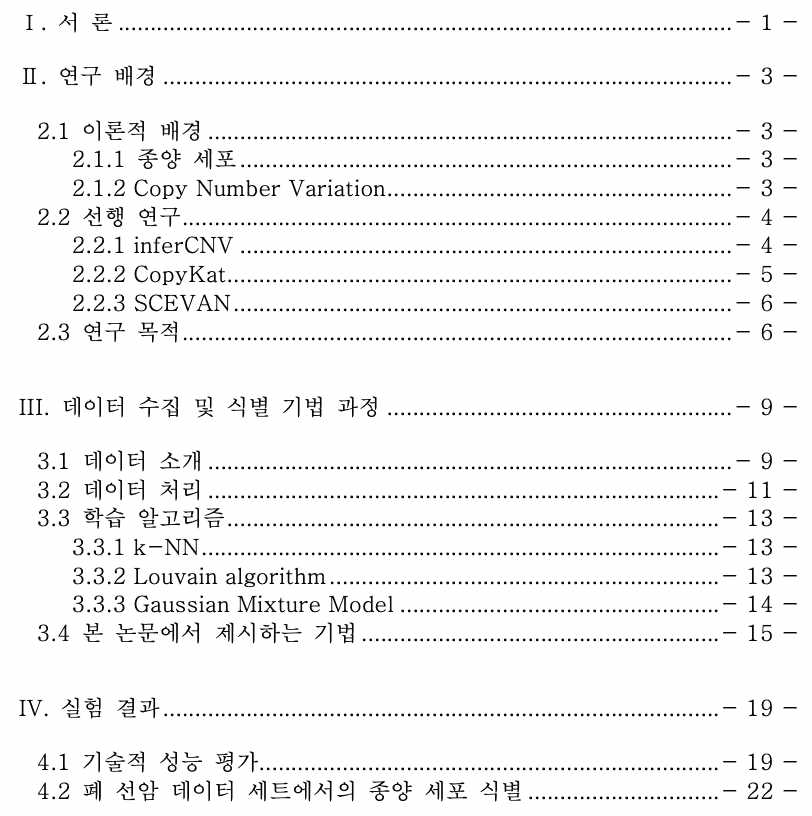 Ⅰ. 서 론 ........................................................ - 1 -
Ⅱ. 연구 배경 ........................................................ - 3 -
2.1 이론적 배경 ........................................................ - 3 -
2.1.1 종양 세포 ........................................................ - 3 -
2.1.2 Copy Number Variation ........................................................ - 3 -
2.2 선행 연구 ........................................................ - 4 -
2.2.1 inferCNV ........................................................ - 4 -
2.2.2 CopyKat ........................................................ - 5 -
2.2.3 SCEVAN ........................................................ - 6 -
2.3 연구 목적 ........................................................ - 6 -
III. 데이터 수집 및 식별 기법 과정 ........................................................ - 9 -
3.1 데이터 소개 ........................................................ - 9 -
3.2 데이터 처리 ........................................................ - 11 -
3.3 학습 알고리즘 ........................................................ - 13 -
3.3.1 k-NN ........................................................ - 13 -
3.3.2 Louvain algorithm ........................................................ - 13 -
3.3.3 Gaussian Mixture Model ........................................................ - 14 -
3.4 본 논문에서 제시하는 기법 ........................................................ - 15 -
IV. 실험 결과 ........................................................ - 19 -
4.1 기술적 성능 평가 ........................................................ - 19 -
4.2 폐 선암 데이터 세트에서의 종양 세포 식별 ........................................................ - 22 -